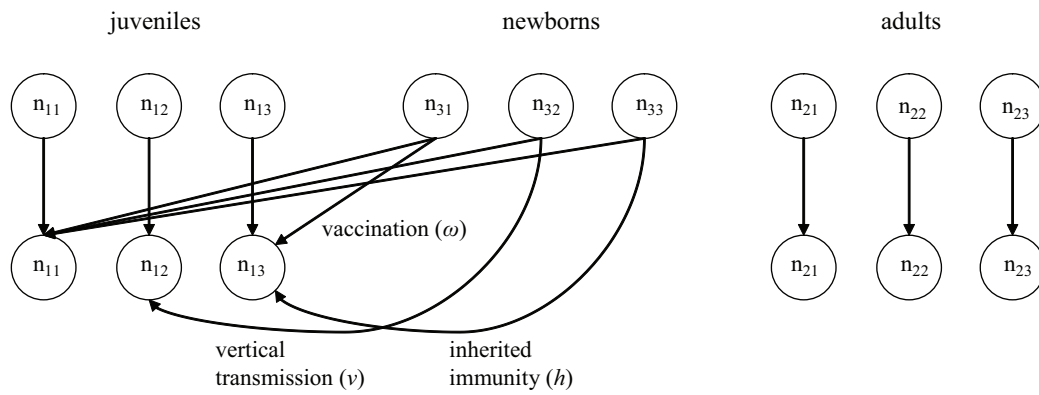 juveniles newborns adults
n11 n12 n13 n31 n32 n33 n21 n22 n23
vaccination (ω)
n11 n12 n13 n21 n22 n23
vertical
transmission (v)
inherited
immunity (h)